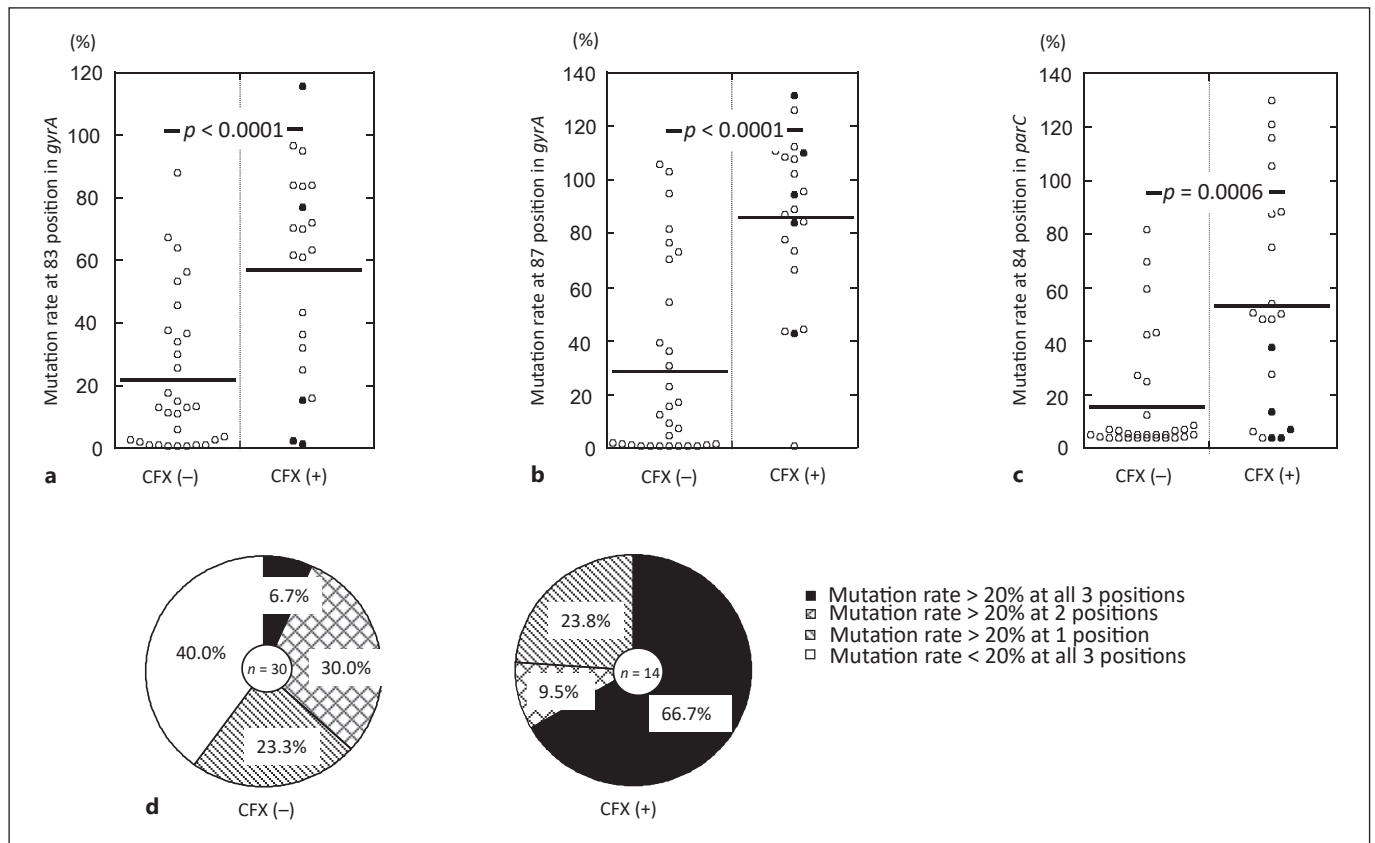 (%)
120
100
80
60
40
20
0
Mutation rate at 83 position in gyrA
p < 0.0001
CFX (–)
CFX (+)
a
(%)
140
120
100
80
60
40
20
0
Mutation rate at 87 position in gyrA
p < 0.0001
CFX (–)
CFX (+)
b
(%)
140
120
100
80
60
40
20
0
Mutation rate at 84 position in parC
p = 0.0006
CFX (–)
CFX (+)
c
6.7%
40.0%
n = 30
30.0%
23.3%
CFX (–)
d
23.8%
n = 14
9.5%
66.7%
CFX (+)
Mutation rate > 20% at all 3 positions
Mutation rate > 20% at 2 positions
Mutation rate > 20% at 1 position
Mutation rate < 20% at all 3 positions